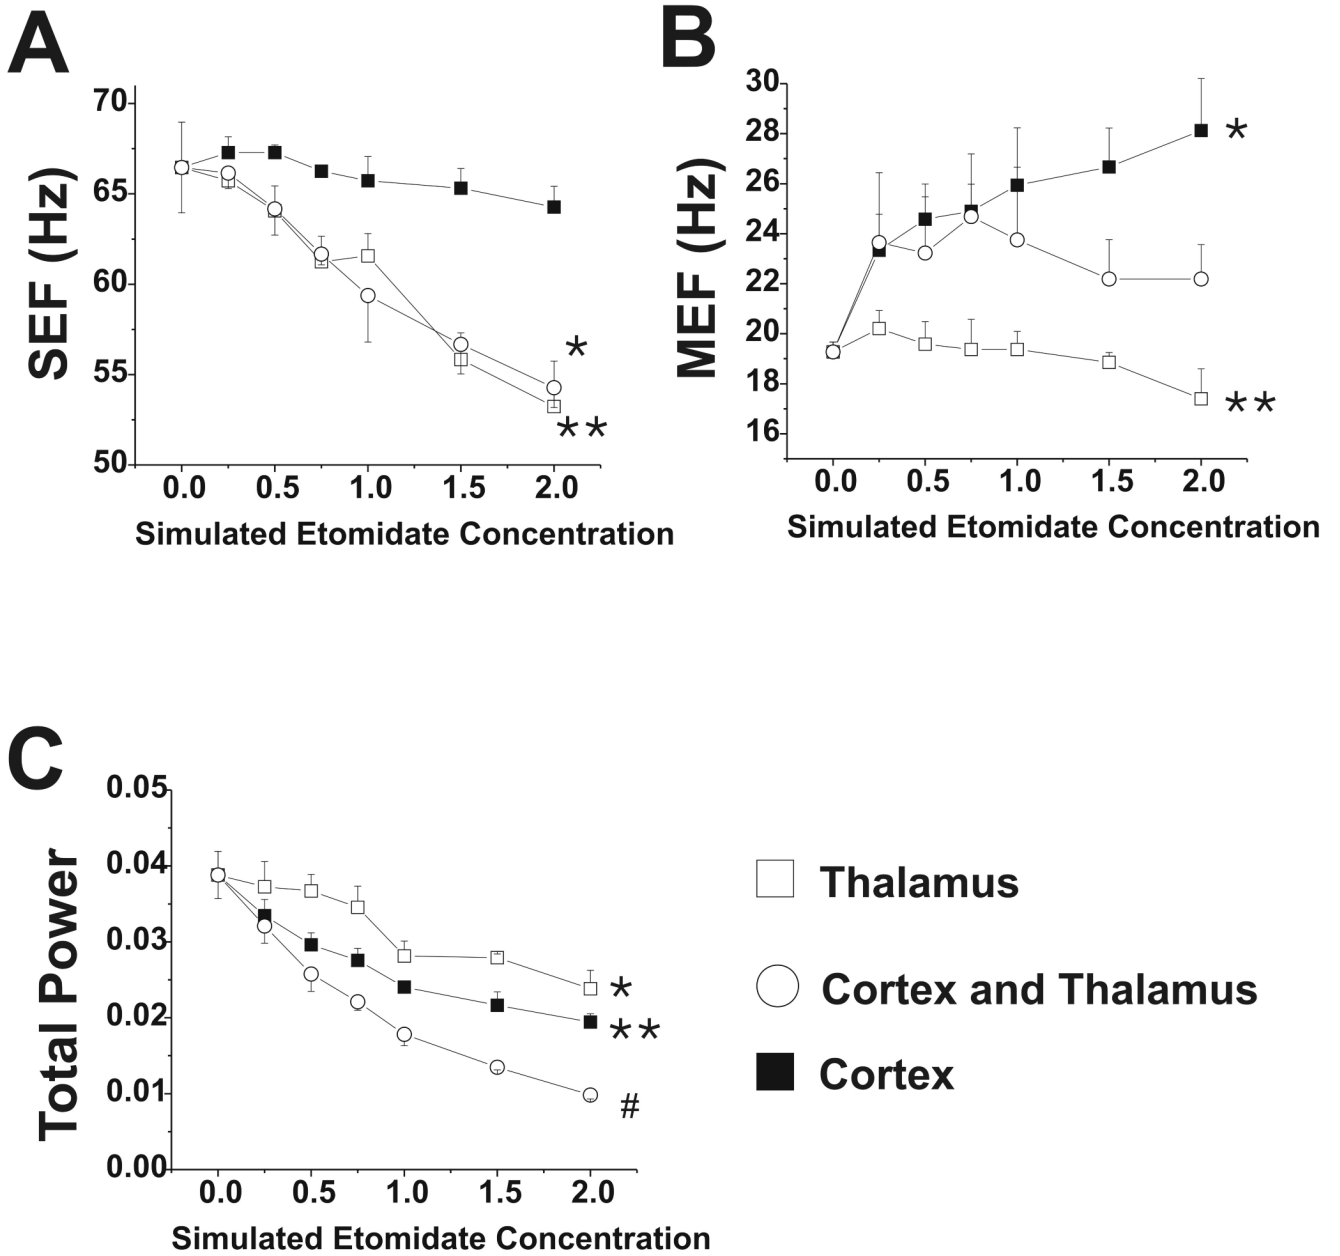 A
SEF (Hz)
70
65
60
55
50
*
**
0.0 0.5 1.0 1.5 2.0
Simulated Etomidate Concentration
B
MEF (Hz)
30
28
26
24
22
20
18
16
*
**
0.0 0.5 1.0 1.5 2.0
Simulated Etomidate Concentration
C
Total Power
0.05
0.04
0.03
0.02
0.01
0.00
*
**
#
0.0 0.5 1.0 1.5 2.0
Simulated Etomidate Concentration
Thalamus
Cortex and Thalamus
Cortex